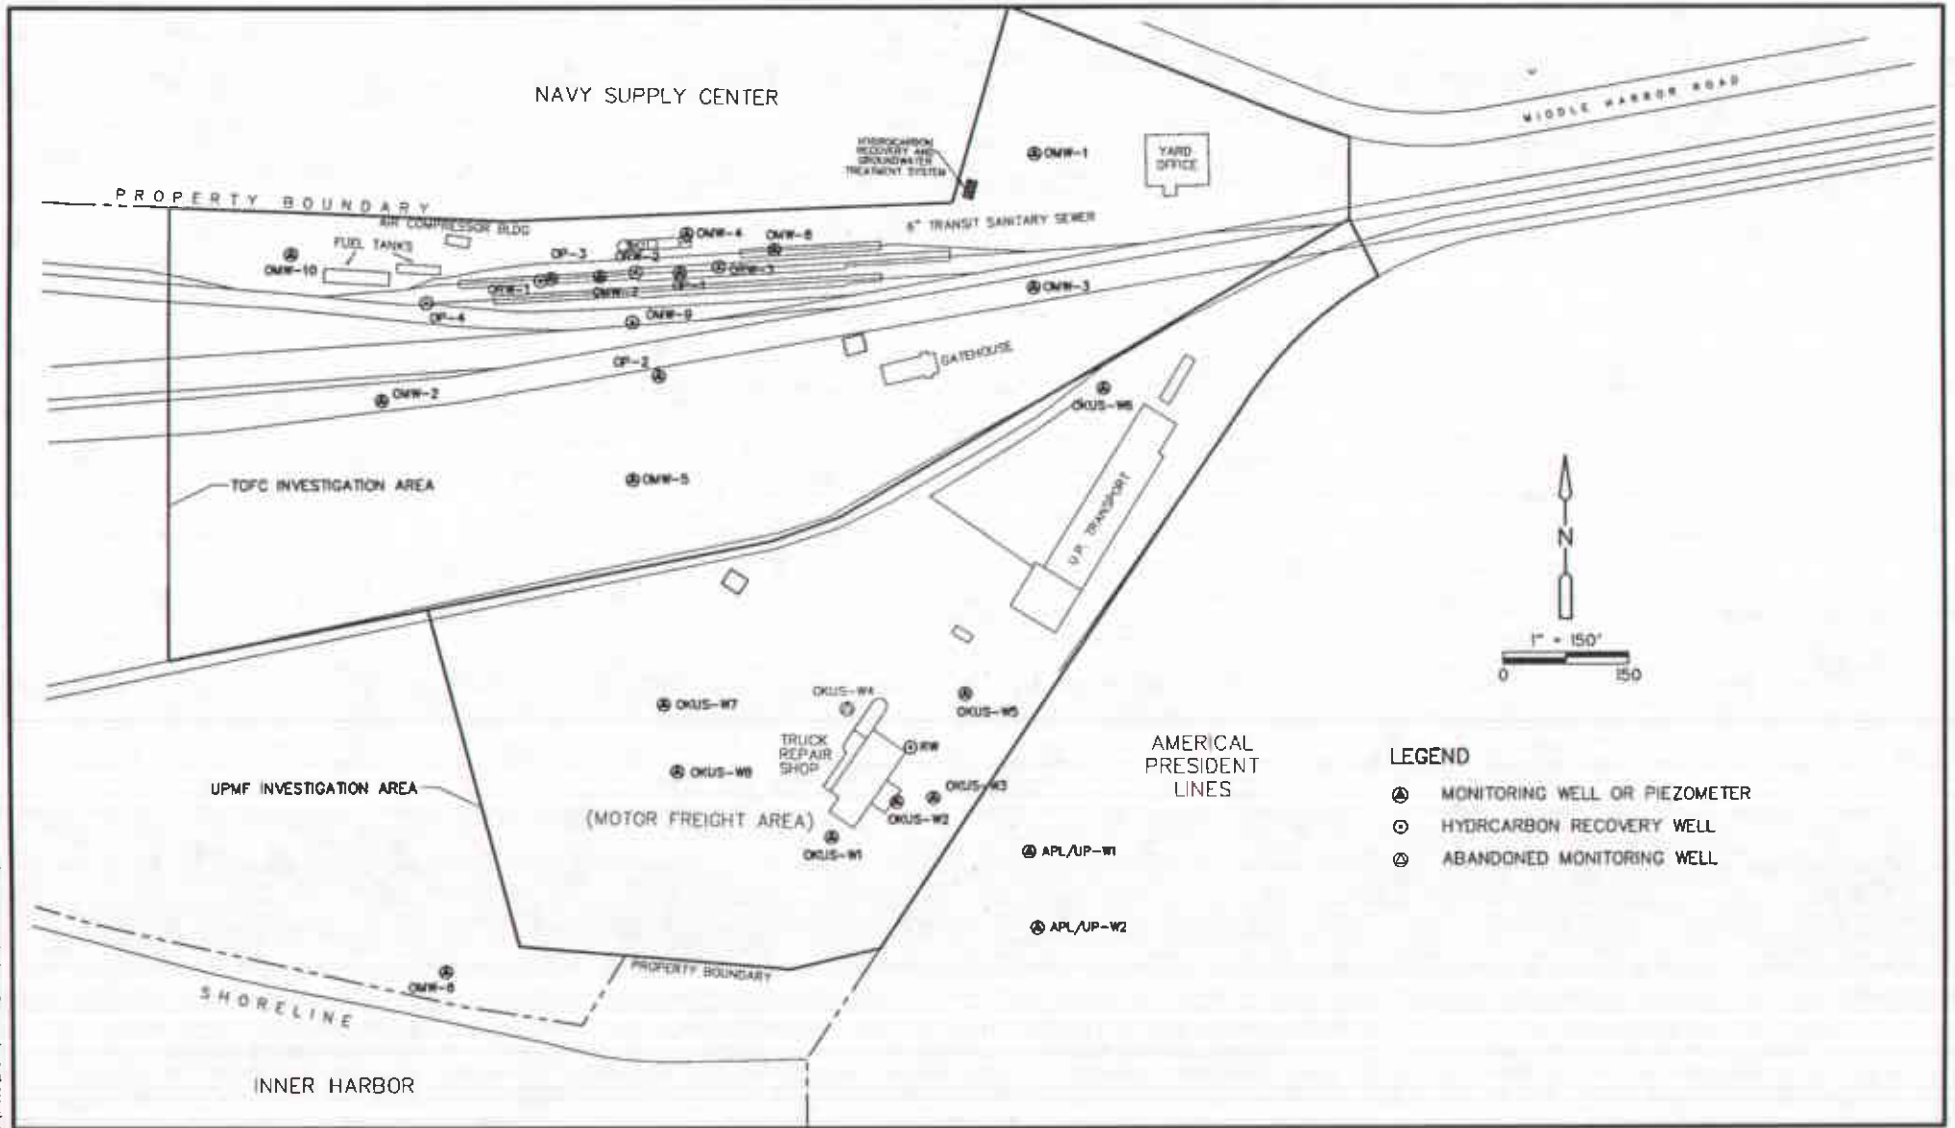 NAVY SUPPLY CENTER
MIDDLE HARBOR ROAD
HYDROCARBON
RECOVERY AND
GROUNDWATER
TREATMENT SYSTEM
OMW-1
YARD
OFFICE
PROPERTY BOUNDARY
AIR COMPRESSOR BLDG
6" TRANSIT SANITARY SEWER
FUEL TANKS
OMW-4
OMW-8
OP-3
ORW-2
OMW-10
ORW-3
ORW-1
OP-1
OMW-3
OP-4
OMW-9
OP-2
GATEHOUSE
OMW-2
OKUS-W6
TOFC INVESTIGATION AREA
OMW-5
U.P. TRANSPORT
N
1" = 150'
0 150
OKUS-W7
OKUS-W4
OKUS-W5
TRUCK
REPAIR
SHOP
RW
AMERICAL
PRESIDENT
LINES
UPMF INVESTIGATION AREA
OKUS-W8
OKUS-W3
OKUS-W2
(MOTOR FREIGHT AREA)
OKUS-W1
APL/UP-W1
APL/UP-W2
LEGEND
MONITORING WELL OR PIEZOMETER
HYDRCARBON RECOVERY WELL
ABANDONED MONITORING WELL
PROPERTY BOUNDARY
OMW-6
SHORELINE
INNER HARBOR